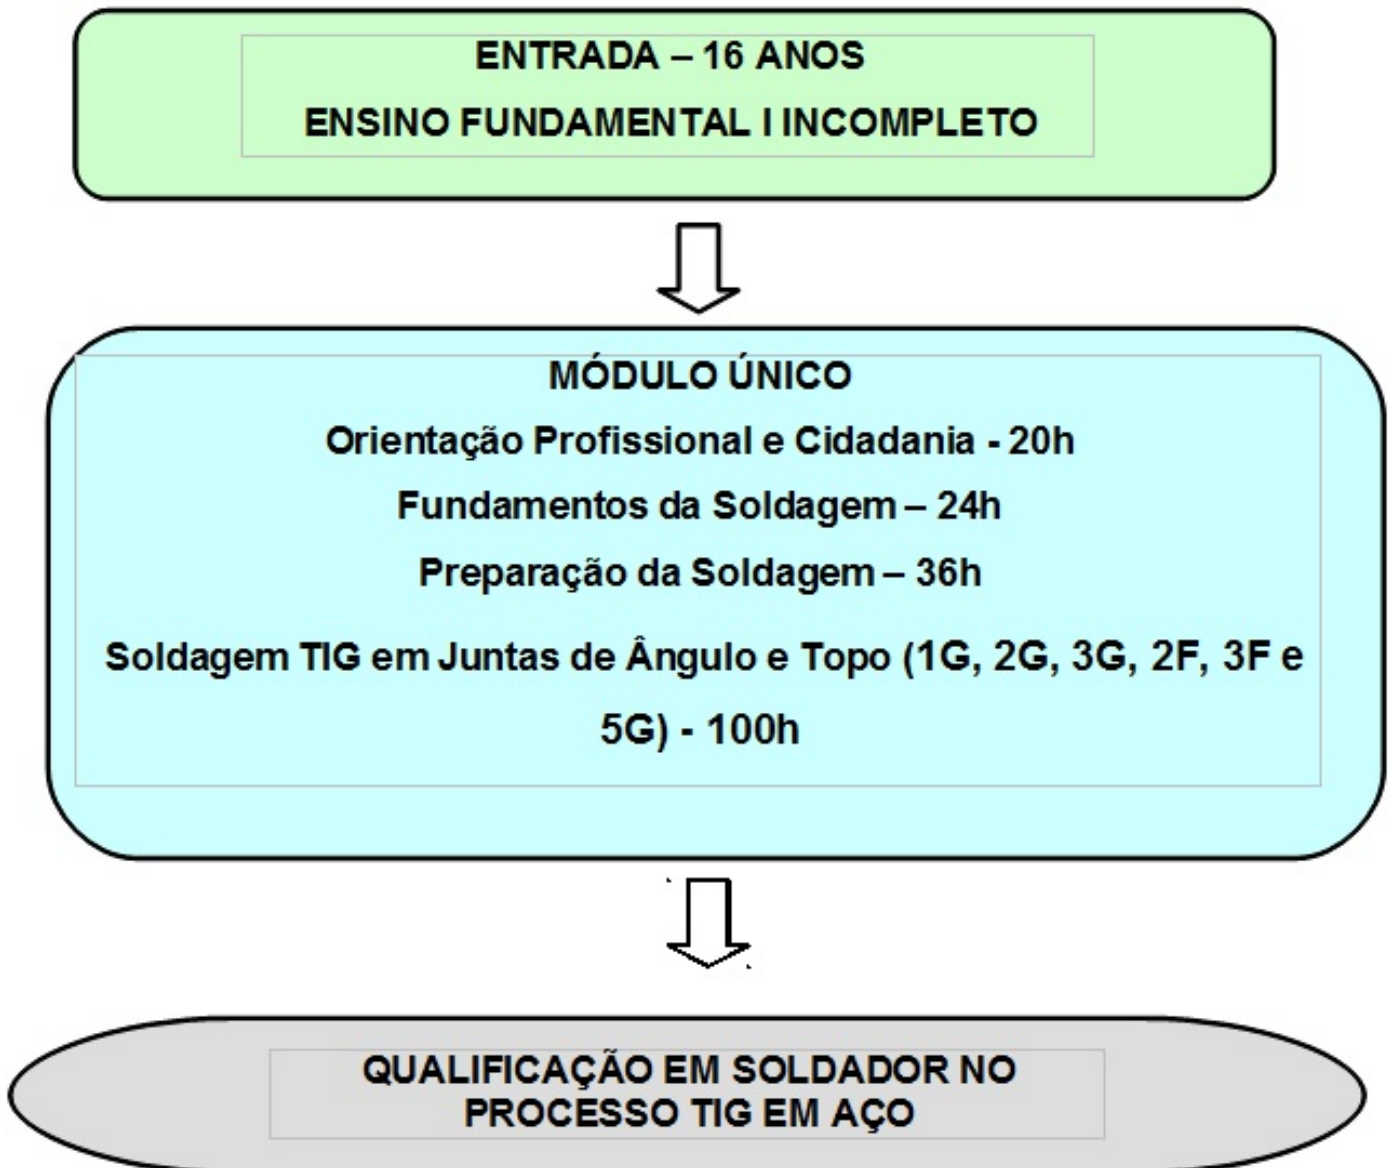 ENTRADA – 16 ANOS
ENSINO FUNDAMENTAL I INCOMPLETO
MÓDULO ÚNICO
Orientação Profissional e Cidadania - 20h
Fundamentos da Soldagem – 24h
Preparação da Soldagem – 36h
Soldagem TIG em Juntas de Ângulo e Topo (1G, 2G, 3G, 2F, 3F e
5G) - 100h
QUALIFICAÇÃO EM SOLDADOR NO
PROCESSO TIG EM AÇO